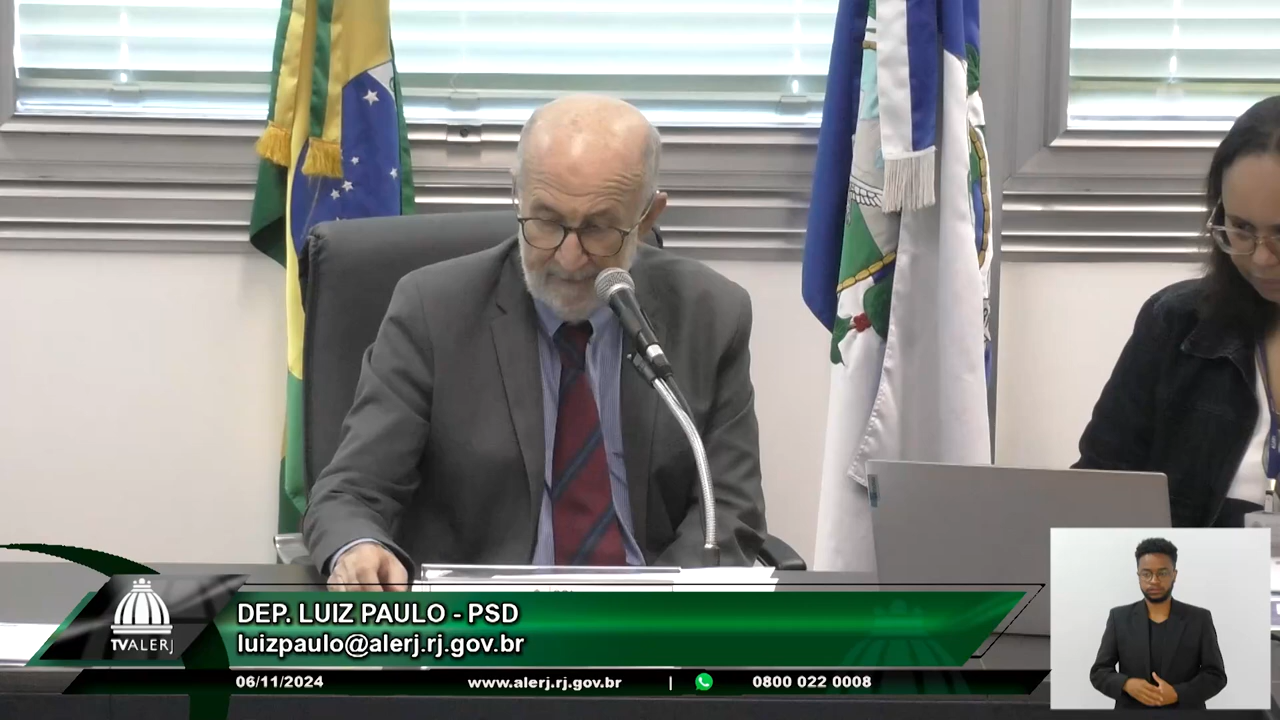 DEP. LUIZ PAULO - PSD
luizpaulo@alerj.rj.gov.br
TVALERJ
06/11/2024 www.alerj.rj.gov.br | 0800 022 0008